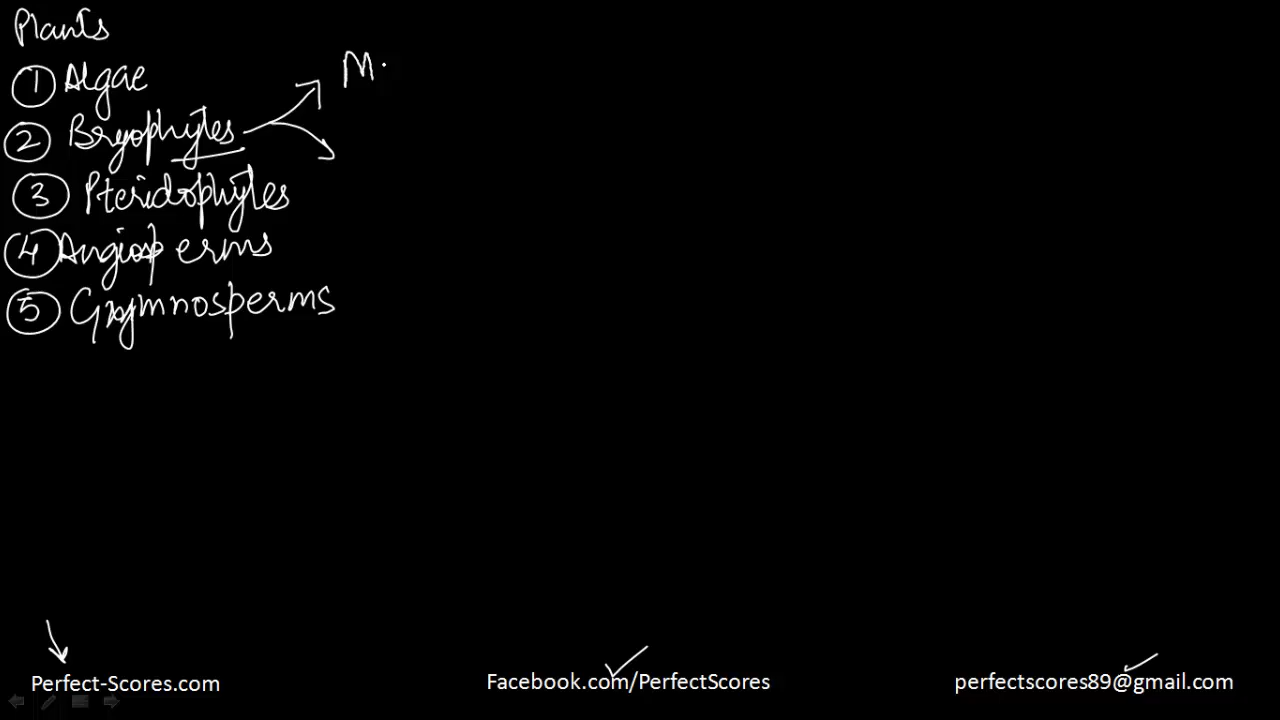 Plants
① Algae
M.
② Bryophytes
③ Pteridophytes
④ Angiosperms
⑤ Gymnosperms
Perfect-Scores.com
Facebook.com/PerfectScores
perfectscores89@gmail.com